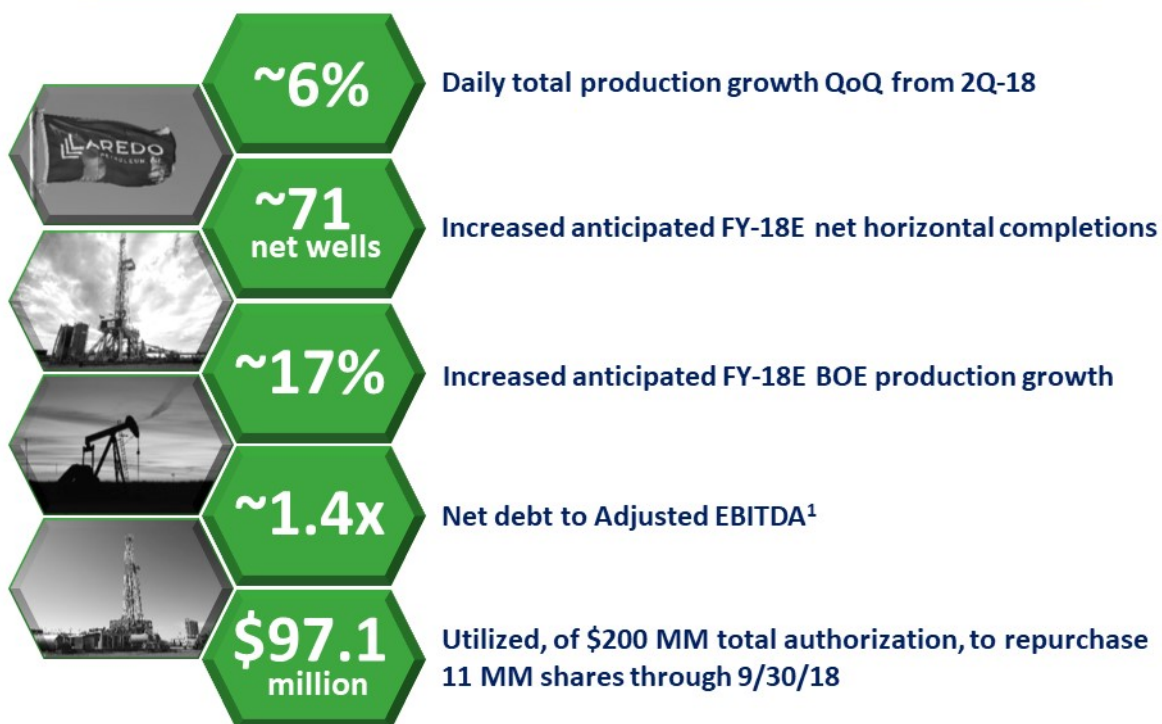 ~6%
Daily total production growth QoQ from 2Q-18
LAREDO
PETROLEUM
~71
net wells
Increased anticipated FY-18E net horizontal completions
~17%
Increased anticipated FY-18E BOE production growth
~1.4x
Net debt to Adjusted EBITDA¹
$97.1
million
Utilized, of $200 MM total authorization, to repurchase
11 MM shares through 9/30/18